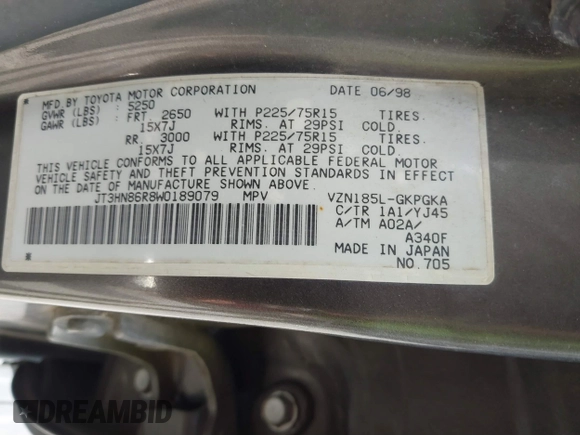 MFD.BY TOYOTA MOTOR CORPORATION DATE 06/98
GVWR (LBS) : 5250
GAWR (LBS) : FRT. 2650 WITH P225/75R15 TIRES.
15X7J RIMS. AT 29PSI COLD.
RR. 3000 WITH P225/75R15 TIRES.
15X7J RIMS. AT 29PSI COLD.
THIS VEHICLE CONFORMS TO ALL APPLICABLE FEDERAL MOTOR
VEHICLE SAFETY AND THEFT PREVENTION STANDARDS IN EFFECT
ON THE DATE OF MANUFACTURE SHOWN ABOVE.
JT3HN86R8W0189079 MPV VZN185L-GKPGKA
C/TR 1A1/YJ45
A/TM A02A/
A340F
MADE IN JAPAN
NO.705
DREAMBID